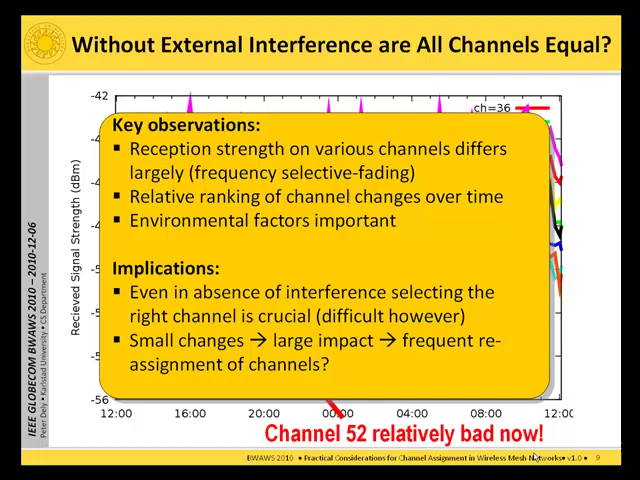 Without External Interference are All Channels Equal?
-42
ch=36
Key observations:
▪ Reception strength on various channels differs
largely (frequency selective-fading)
▪ Relative ranking of channel changes over time
▪ Environmental factors important
Implications:
▪ Even in absence of interference selecting the
right channel is crucial (difficult however)
▪ Small changes → large impact → frequent re-
assignment of channels?
Recieved Signal Strength (dBm)
-56
12:00 16:00 20:00 00:00 04:00 08:00 12:00
Channel 52 relatively bad now!
IEEE GLOBECOM BWAWS 2010 – 2010-12-06
Peter Dely • Karlstad University • CS Department
BWAWS 2010 • Practical Considerations for Channel Assignment in Wireless Mesh Networks • v1.0 • 9